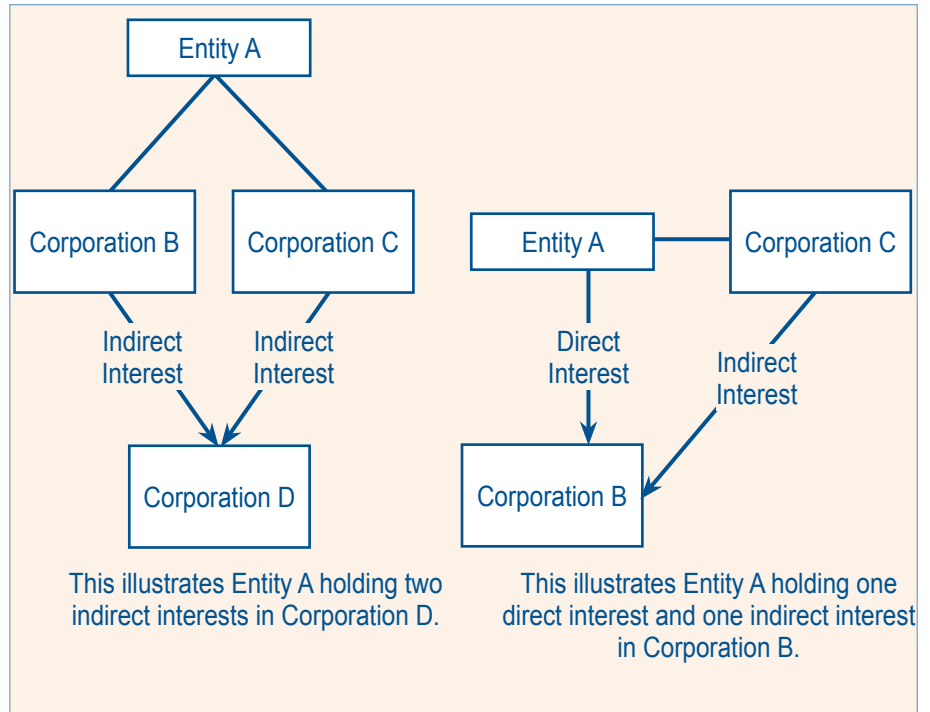 Entity A
Corporation B
Corporation C
Indirect
Interest
Indirect
Interest
Corporation D
This illustrates Entity A holding two
indirect interests in Corporation D.
Entity A
Corporation C
Direct
Interest
Indirect
Interest
Corporation B
This illustrates Entity A holding one
direct interest and one indirect interest
in Corporation B.